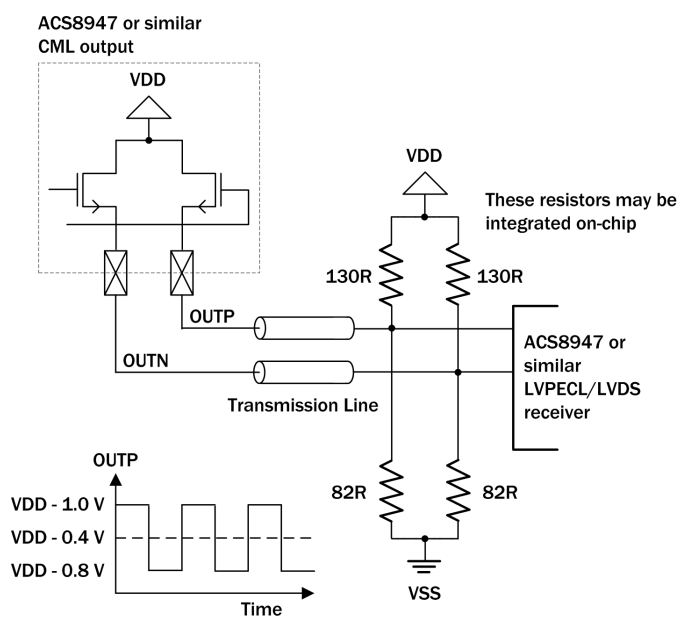 ACS8947 or similar
CML output
VDD
VDD
These resistors may be
integrated on-chip
130R
130R
OUTP
OUTN
ACS8947 or
similar
LVPECL/LVDS
receiver
Transmission Line
82R
82R
VSS
OUTP
VDD - 1.0 V
VDD - 0.4 V
VDD - 0.8 V
Time